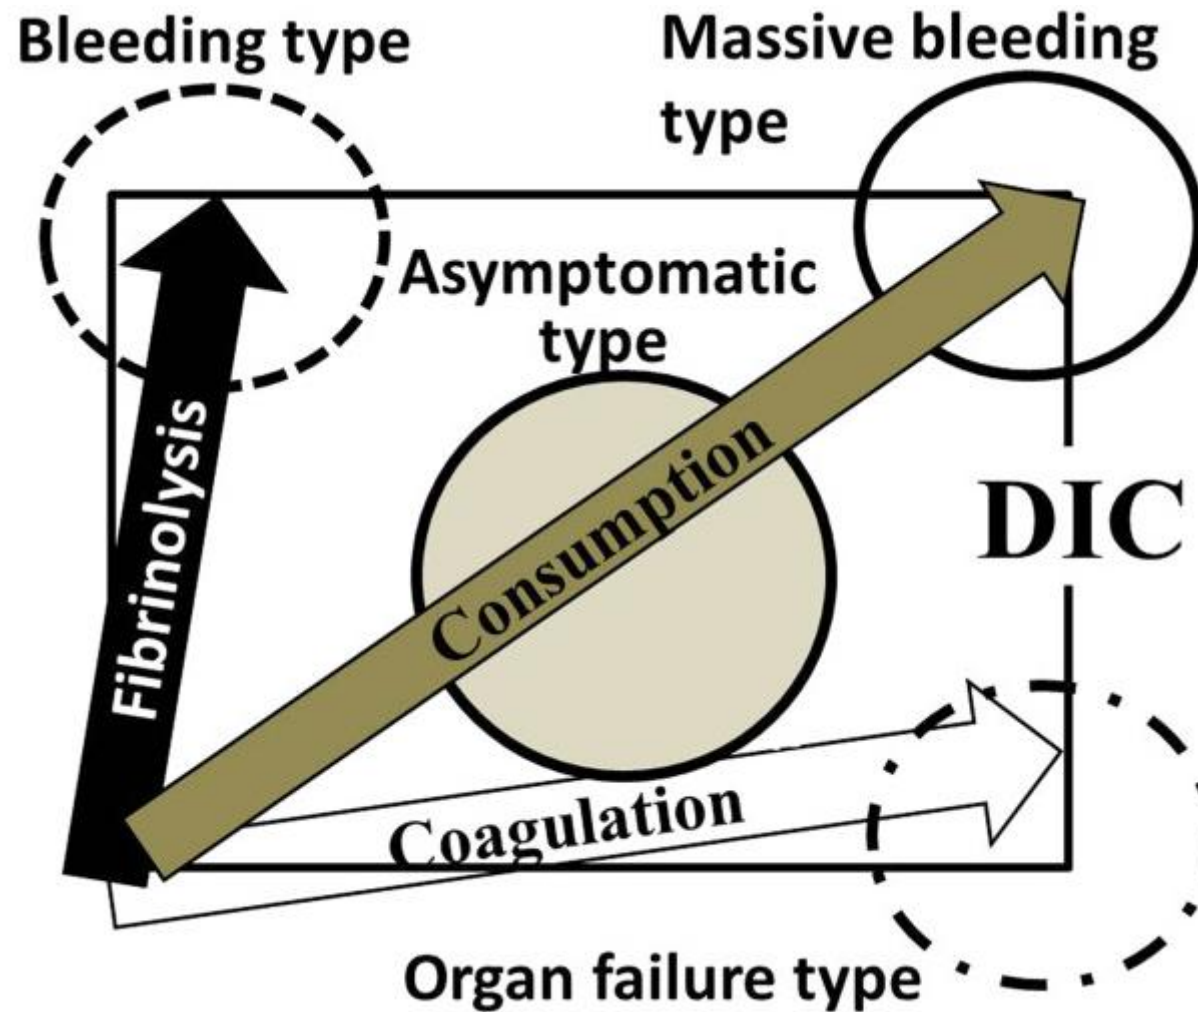 Bleeding type
Massive bleeding
type
Asymptomatic
type
Fibrinolysis
Consumption
DIC
Coagulation
Organ failure type